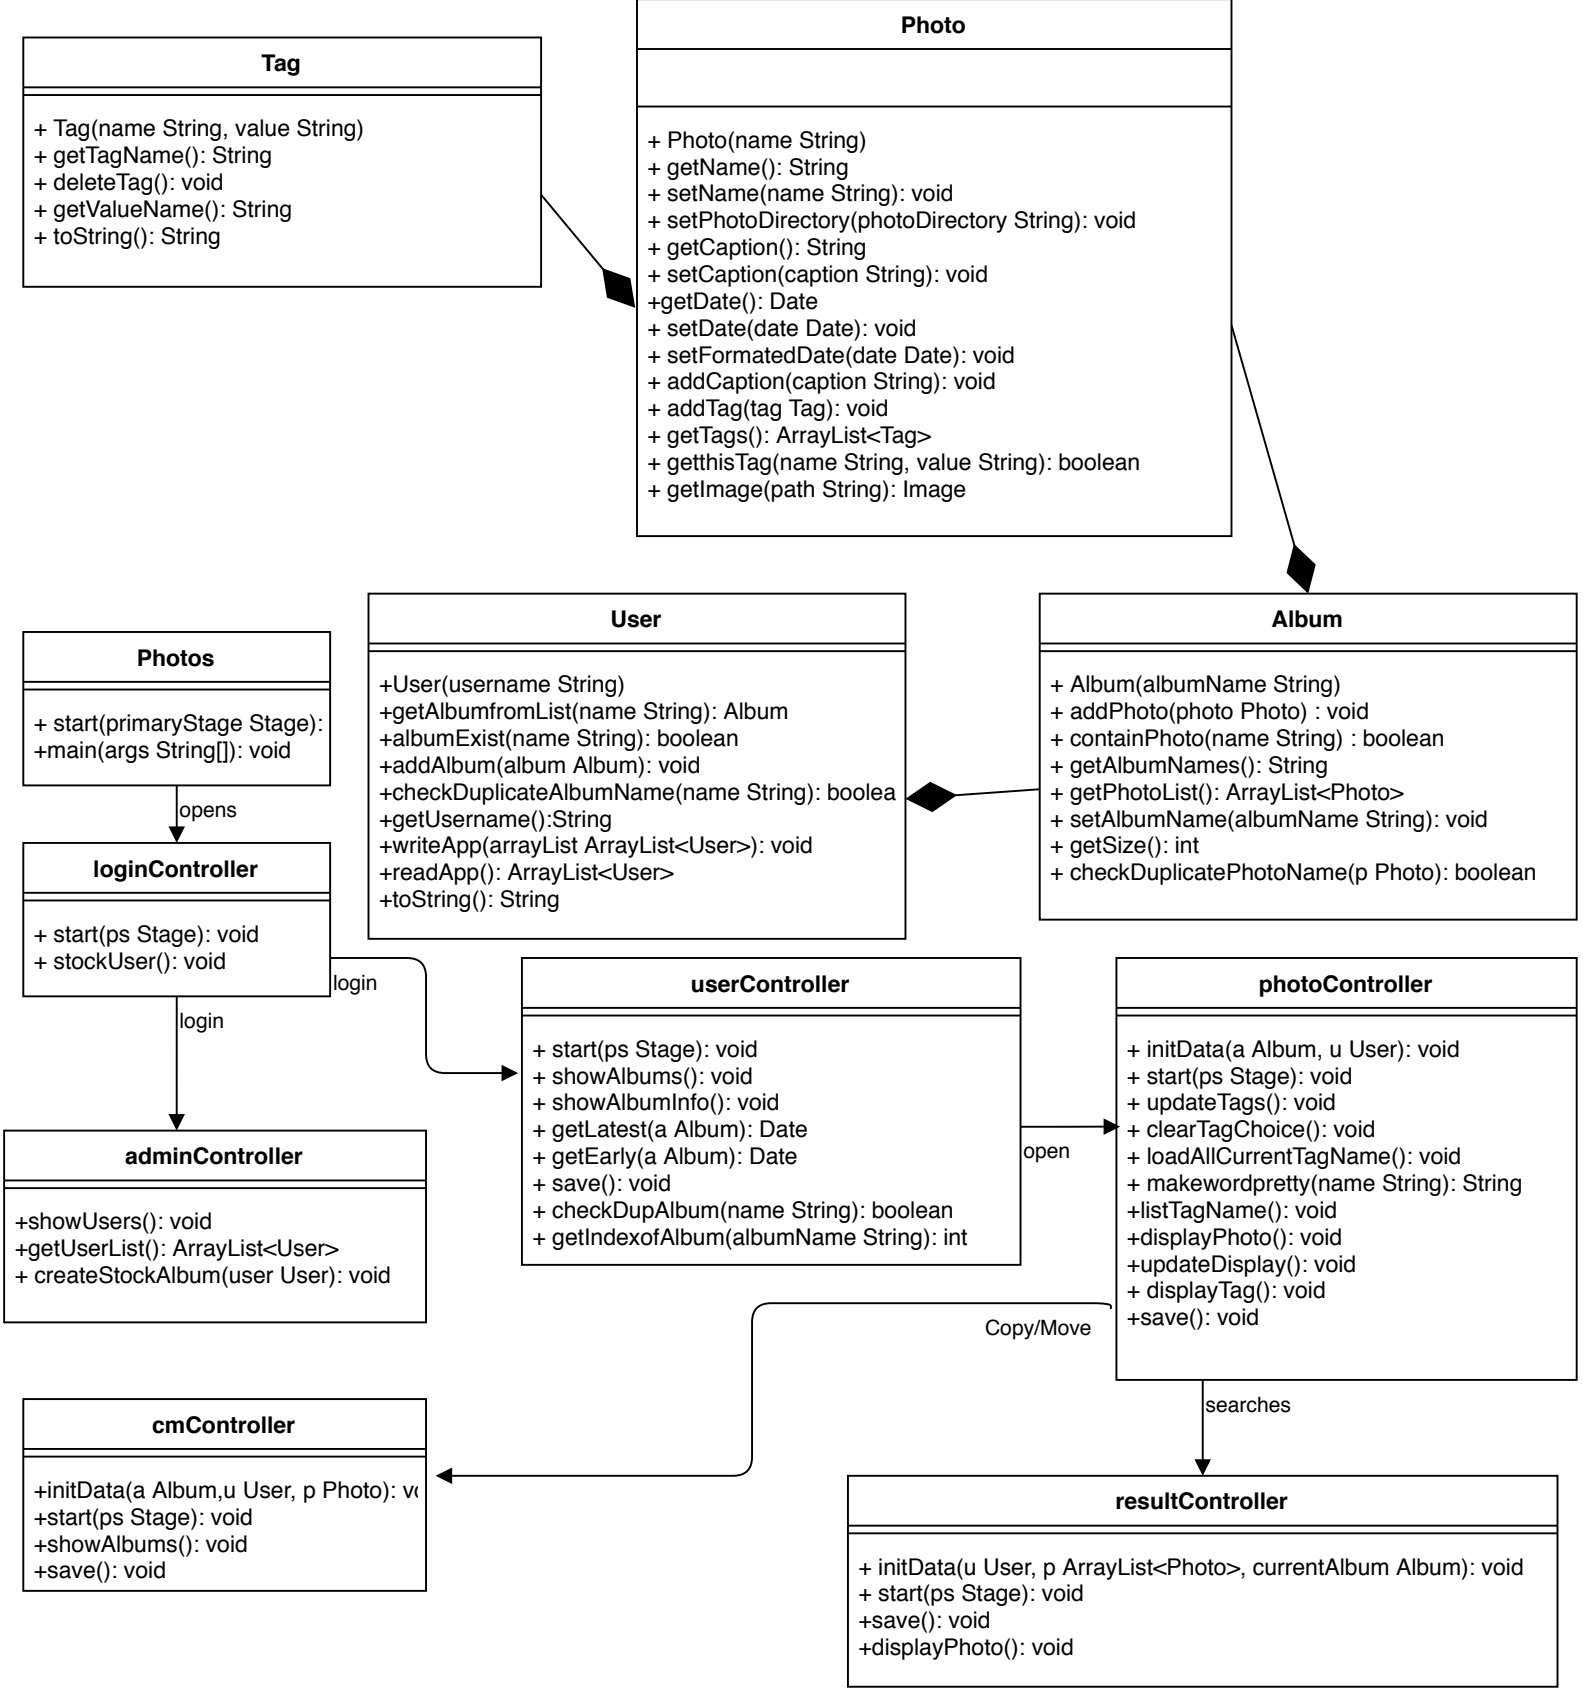 Photo
Tag
+ Tag(name String, value String)
+ getTagName(): String
+ deleteTag(): void
+ getValueName(): String
+ toString(): String
+ Photo(name String)
+ getName(): String
+ setName(name String): void
+ setPhotoDirectory(photoDirectory String): void
+ getCaption(): String
+ setCaption(caption String): void
+getDate(): Date
+ setDate(date Date): void
+ setFormatedDate(date Date): void
+ addCaption(caption String): void
+ addTag(tag Tag): void
+ getTags(): ArrayList<Tag>
+ getthisTag(name String, value String): boolean
+ getImage(path String): Image
User
+User(username String)
+getAlbumfromList(name String): Album
+albumExist(name String): boolean
+addAlbum(album Album): void
+checkDuplicateAlbumName(name String): boolea
+getUsername():String
+writeApp(arrayList ArrayList<User>): void
+readApp(): ArrayList<User>
+toString(): String
Album
+ Album(albumName String)
+ addPhoto(photo Photo) : void
+ containPhoto(name String) : boolean
+ getAlbumNames(): String
+ getPhotoList(): ArrayList<Photo>
+ setAlbumName(albumName String): void
+ getSize(): int
+ checkDuplicatePhotoName(p Photo): boolean
Photos
+ start(primaryStage Stage):
+main(args String[]): void
opens
loginController
+ start(ps Stage): void
+ stockUser(): void
login
login
userController
+ start(ps Stage): void
+ showAlbums(): void
+ showAlbumInfo(): void
+ getLatest(a Album): Date
+ getEarly(a Album): Date
+ save(): void
+ checkDupAlbum(name String): boolean
+ getIndexofAlbum(albumName String): int
open
photoController
+ initData(a Album, u User): void
+ start(ps Stage): void
+ updateTags(): void
+ clearTagChoice(): void
+ loadAllCurrentTagName(): void
+ makewordpretty(name String): String
+listTagName(): void
+displayPhoto(): void
+updateDisplay(): void
+ displayTag(): void
+save(): void
adminController
+showUsers(): void
+getUserList(): ArrayList<User>
+ createStockAlbum(user User): void
Copy/Move
searches
cmController
+initData(a Album,u User, p Photo): vo
+start(ps Stage): void
+showAlbums(): void
+save(): void
resultController
+ initData(u User, p ArrayList<Photo>, currentAlbum Album): void
+ start(ps Stage): void
+save(): void
+displayPhoto(): void